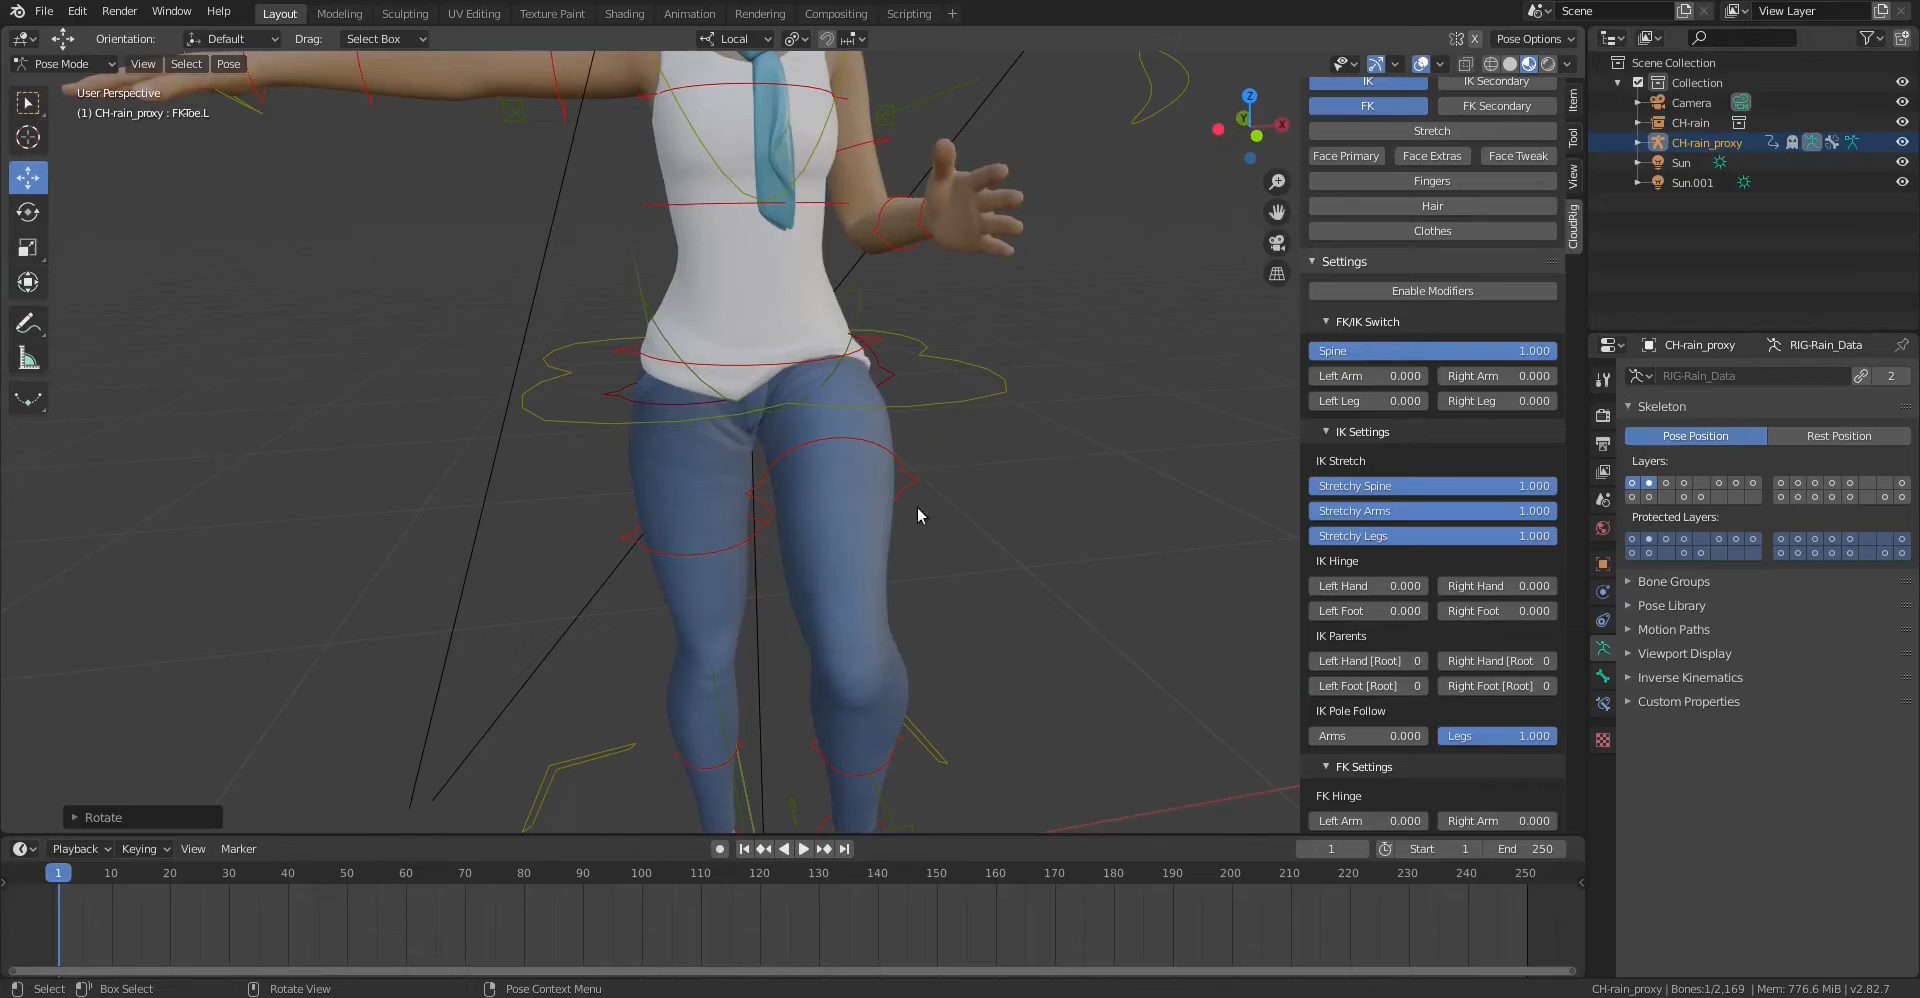 File Edit Render Window Help Layout Modeling Sculpting UV Editing Texture Paint Shading Animation Rendering Compositing Scripting + Scene View Layer
Orientation: Default Drag: Select Box Local X Pose Options
Pose Mode View Select Pose
User Perspective
(1) CH-rain_proxy : FK-Toe.L
Z
Y
X
Item
Tool
View
CloudRig
IK IK Secondary
FK FK Secondary
Stretch
Face Primary Face Extras Face Tweak
Fingers
Hair
Clothes
Settings
Enable Modifiers
FK/IK Switch
Spine 1.000
Left Arm 0.000 Right Arm 0.000
Left Leg 0.000 Right Leg 0.000
IK Settings
IK Stretch
Stretchy Spine 1.000
Stretchy Arms 1.000
Stretchy Legs 1.000
IK Hinge
Left Hand 0.000 Right Hand 0.000
Left Foot 0.000 Right Foot 0.000
IK Parents
Left Hand [Root] 0 Right Hand [Root 0
Left Foot [Root] 0 Right Foot [Root] 0
IK Pole Follow
Arms 0.000 Legs 1.000
FK Settings
FK Hinge
Left Arm 0.000 Right Arm 0.000
Scene Collection
Collection
Camera
CH-rain
CH-rain_proxy
Sun
Sun.001
CH-rain_proxy RIG-Rain_Data
RIG-Rain_Data 2
Skeleton
Pose Position Rest Position
Layers:
Protected Layers:
Bone Groups
Pose Library
Motion Paths
Viewport Display
Inverse Kinematics
Custom Properties
Rotate
Playback Keying View Marker 1 Start 1 End 250
1 10 20 30 40 50 60 70 80 90 100 110 120 130 140 150 160 170 180 190 200 210 220 230 240 250
Select Box Select Rotate View Pose Context Menu CH-rain_proxy | Bones:1/2,169 | Mem: 776.6 MiB | v2.82.7